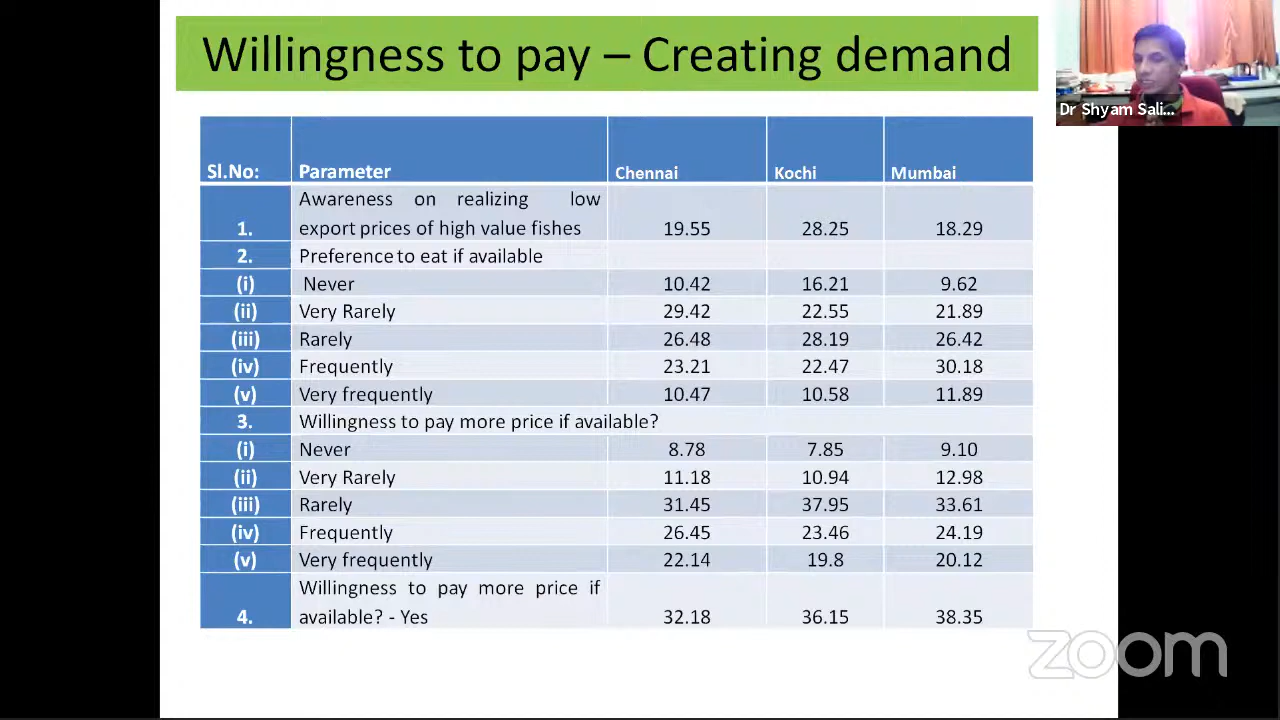 Willingness to pay – Creating demand
Dr Shyam Sali...
Sl.No: Parameter Chennai Kochi Mumbai
Awareness on realizing low
1. export prices of high value fishes 19.55 28.25 18.29
2. Preference to eat if available
(i) Never 10.42 16.21 9.62
(ii) Very Rarely 29.42 22.55 21.89
(iii) Rarely 26.48 28.19 26.42
(iv) Frequently 23.21 22.47 30.18
(v) Very frequently 10.47 10.58 11.89
3. Willingness to pay more price if available?
(i) Never 8.78 7.85 9.10
(ii) Very Rarely 11.18 10.94 12.98
(iii) Rarely 31.45 37.95 33.61
(iv) Frequently 26.45 23.46 24.19
(v) Very frequently 22.14 19.8 20.12
Willingness to pay more price if
4. available? - Yes 32.18 36.15 38.35
zoom